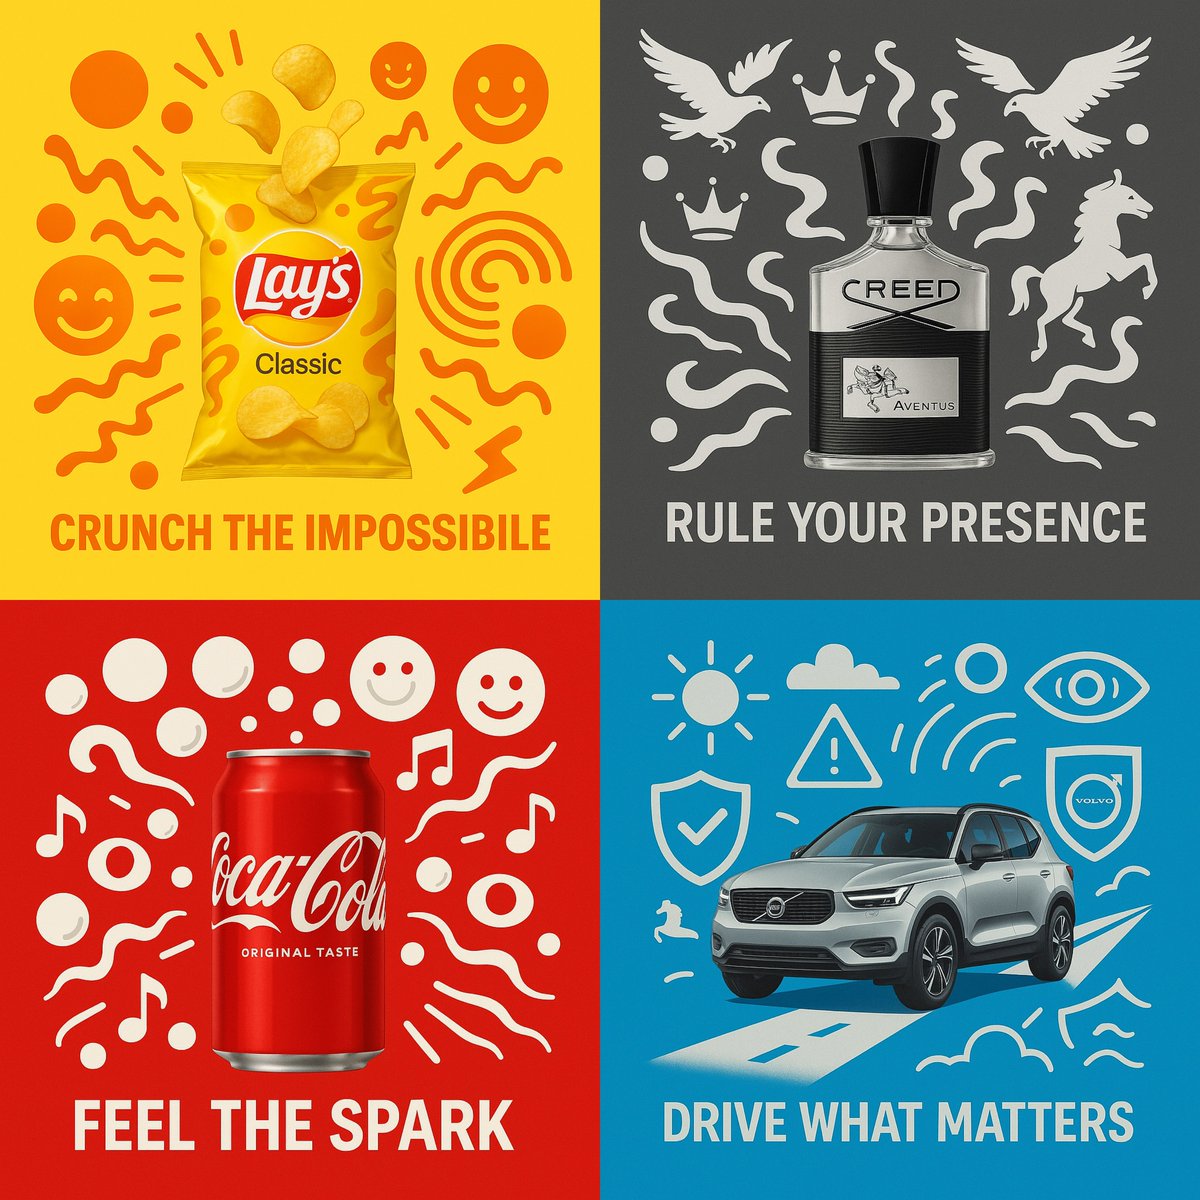 Lay's
Classic
CRUNCH THE IMPOSSIBILE
CREED
AVENTUS
RULE YOUR PRESENCE
Coca-Cola
ORIGINAL TASTE
FEEL THE SPARK
VOLVO
DRIVE WHAT MATTERS